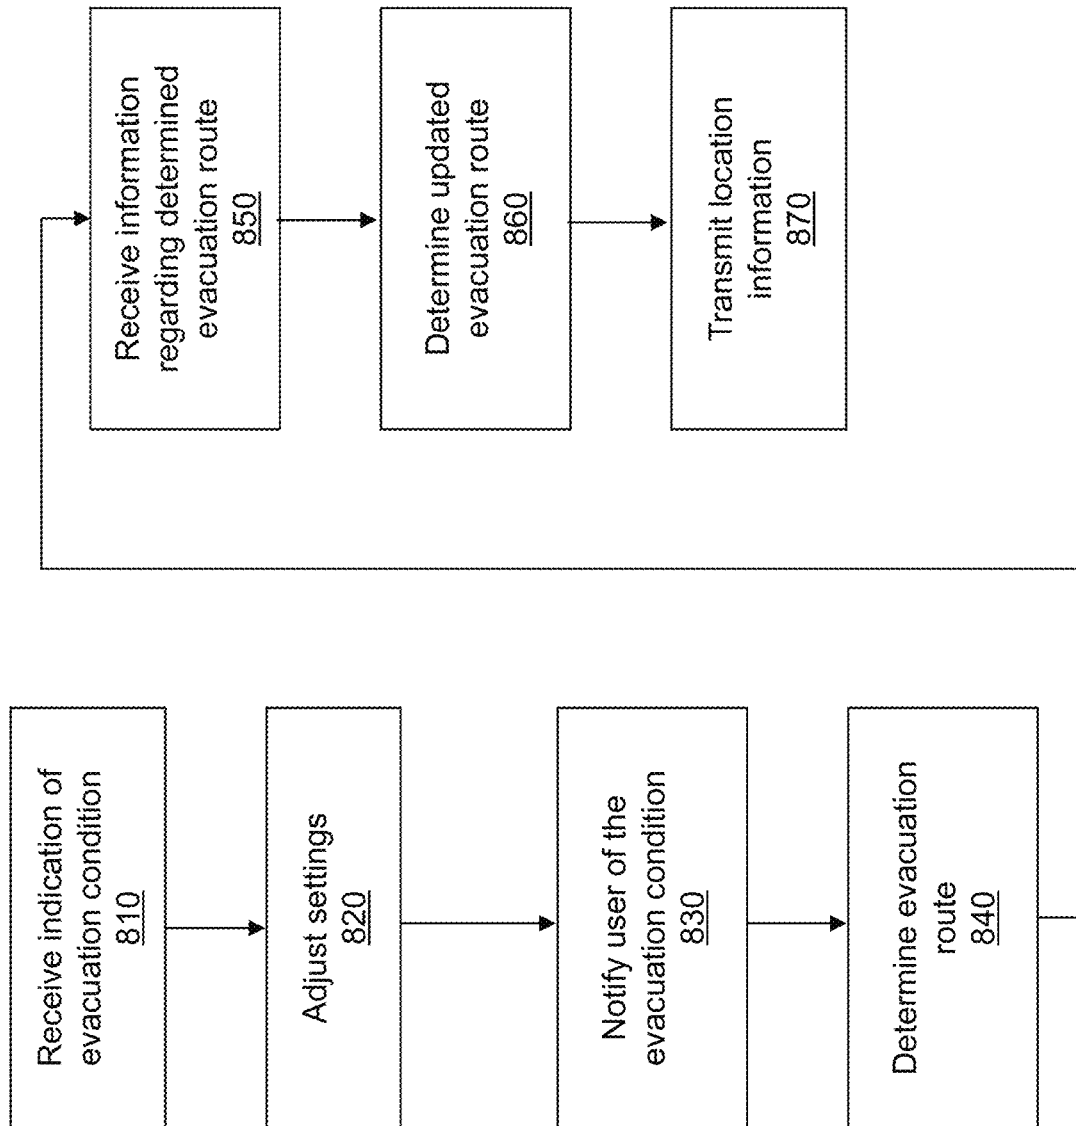 Receive indication of
evacuation condition
810
Adjust settings
820
Notify user of the
evacuation condition
830
Determine evacuation
route
840
Receive information
regarding determined
evacuation route
850
Determine updated
evacuation route
860
Transmit location
information
870